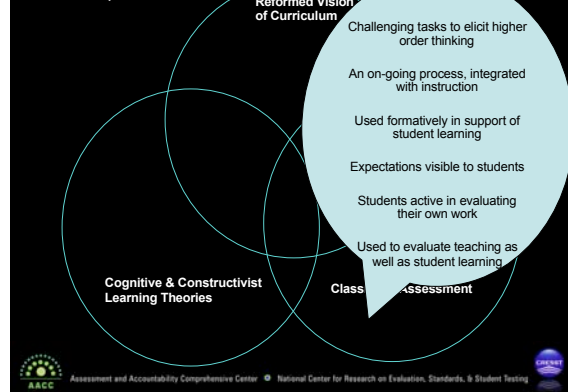 Reformed Vision
of Curriculum
Challenging tasks to elicit higher
order thinking
An on-going process, integrated
with instruction
Used formatively in support of
student learning
Expectations visible to students
Students active in evaluating
their own work
Used to evaluate teaching as
well as student learning
Cognitive & Constructivist
Learning Theories
Assessment
AACC
Assessment and Accountability Comprehensive Center
National Center for Research on Evaluation, Standards, & Student Testing
CRESST